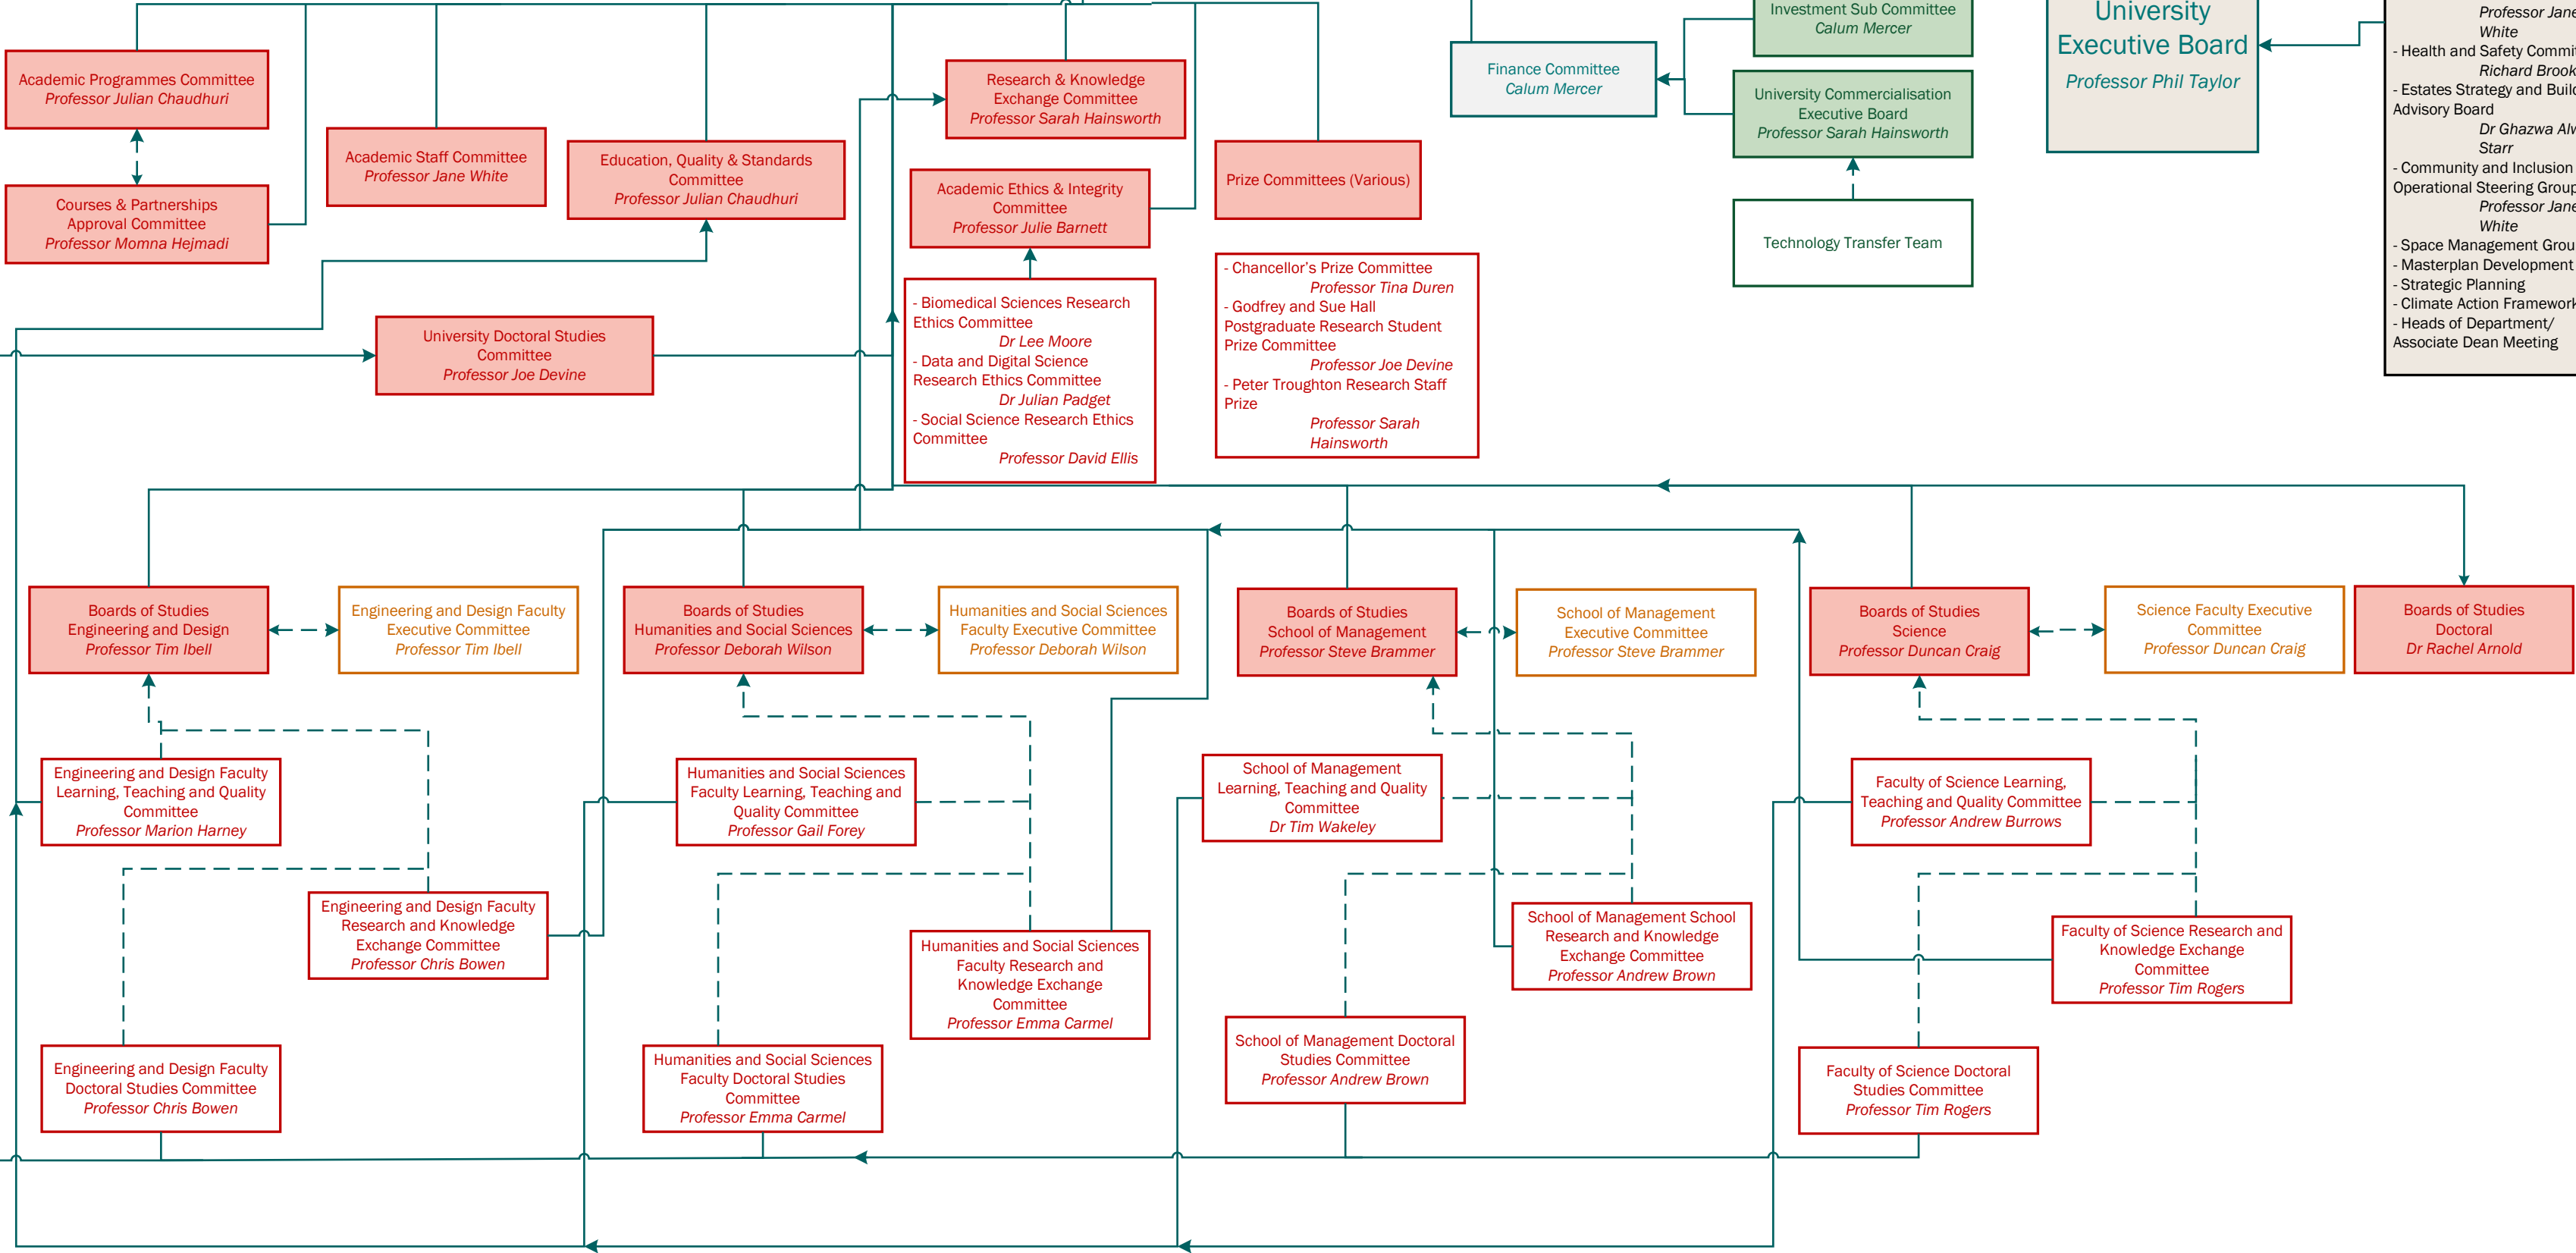 Investment Sub Committee
Calum Mercer
University
Executive Board
Professor Phil Taylor
Professor Jane
White
- Health and Safety
Richard Brook
- Estates Strategy and
Advisory Board
Dr Ghazwa
Starr
- Community and Inclusion
Operational Steering Group
Professor Jane
White
- Space Management
- Masterplan Development
- Strategic Planning
- Climate Action Framework
- Heads of Department/
Associate Dean Meeting
Finance Committee
Calum Mercer
University Commercialisation
Executive Board
Professor Sarah Hainsworth
Technology Transfer Team
Academic Programmes Committee
Professor Julian Chaudhuri
Courses & Partnerships
Approval Committee
Professor Momna Hejmadi
Academic Staff Committee
Professor Jane White
Education, Quality & Standards
Committee
Professor Julian Chaudhuri
Research & Knowledge
Exchange Committee
Professor Sarah Hainsworth
Academic Ethics & Integrity
Committee
Professor Julie Barnett
Prize Committees (Various)
- Biomedical Sciences Research
Ethics Committee
Dr Lee Moore
- Data and Digital Science
Research Ethics Committee
Dr Julian Padget
- Social Science Research Ethics
Committee
Professor David Ellis
- Chancellor's Prize Committee
Professor Tina Duren
- Godfrey and Sue Hall
Postgraduate Research Student
Prize Committee
Professor Joe Devine
- Peter Troughton Research Staff
Prize
Professor Sarah
Hainsworth
University Doctoral Studies
Committee
Professor Joe Devine
Boards of Studies
Engineering and Design
Professor Tim Ibell
Engineering and Design Faculty
Executive Committee
Professor Tim Ibell
Boards of Studies
Humanities and Social Sciences
Professor Deborah Wilson
Humanities and Social Sciences
Faculty Executive Committee
Professor Deborah Wilson
Boards of Studies
School of Management
Professor Steve Brammer
School of Management
Executive Committee
Professor Steve Brammer
Boards of Studies
Science
Professor Duncan Craig
Science Faculty Executive
Committee
Professor Duncan Craig
Boards of Studies
Doctoral
Dr Rachel Arnold
Engineering and Design Faculty
Learning, Teaching and Quality
Committee
Professor Marion Harney
Humanities and Social Sciences
Faculty Learning, Teaching and
Quality Committee
Professor Gail Forey
School of Management
Learning, Teaching and Quality
Committee
Dr Tim Wakeley
Faculty of Science Learning,
Teaching and Quality Committee
Professor Andrew Burrows
Engineering and Design Faculty
Research and Knowledge
Exchange Committee
Professor Chris Bowen
Humanities and Social Sciences
Faculty Research and
Knowledge Exchange
Committee
Professor Emma Carmel
School of Management School
Research and Knowledge
Exchange Committee
Professor Andrew Brown
Faculty of Science Research and
Knowledge Exchange
Committee
Professor Tim Rogers
Engineering and Design Faculty
Doctoral Studies Committee
Professor Chris Bowen
Humanities and Social Sciences
Faculty Doctoral Studies
Committee
Professor Emma Carmel
School of Management Doctoral
Studies Committee
Professor Andrew Brown
Faculty of Science Doctoral
Studies Committee
Professor Tim Rogers